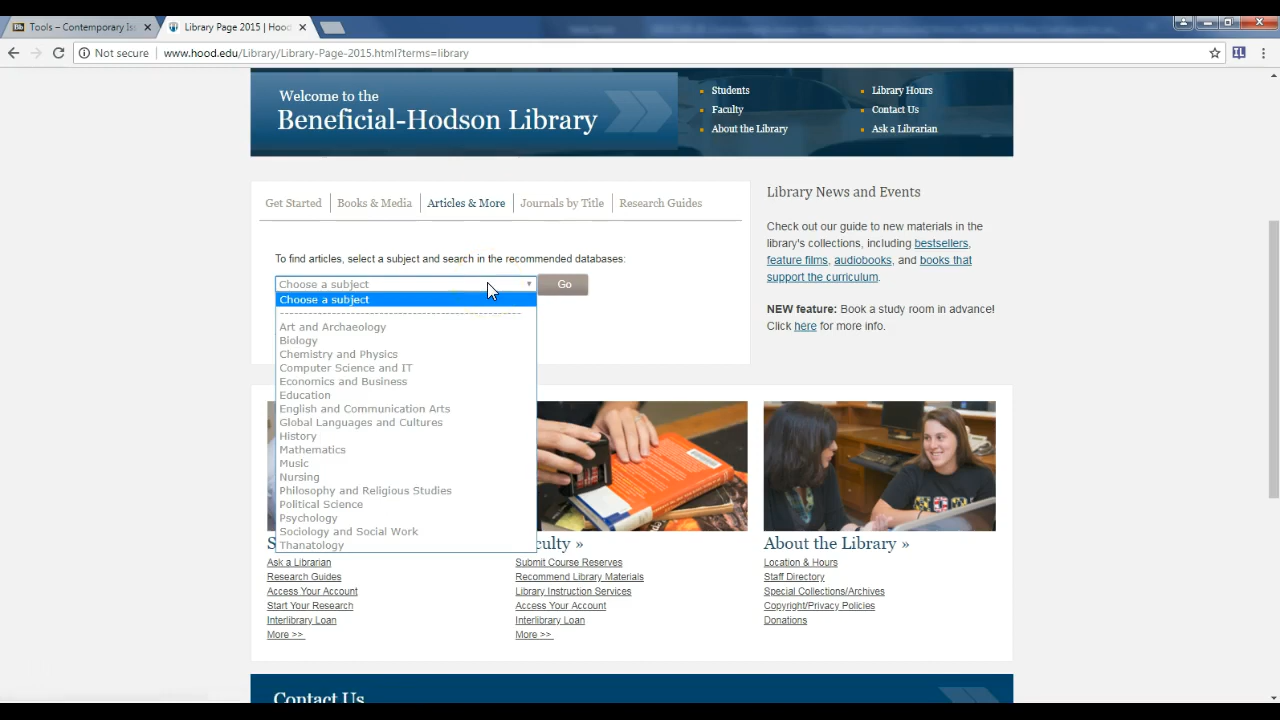 Tools – Contemporary Is
Library Page 2015 | Hood
Not secure
www.hood.edu/Library/Library-Page-2015.html?terms=library
Welcome to the
Beneficial-Hodson Library
Students
Faculty
About the Library
Library Hours
Contact Us
Ask a Librarian
Get Started
Books & Media
Articles & More
Journals by Title
Research Guides
To find articles, select a subject and search in the recommended databases:
Choose a subject
Go
Choose a subject
------------------------------------------------
Art and Archaeology
Biology
Chemistry and Physics
Computer Science and IT
Economics and Business
Education
English and Communication Arts
Global Languages and Cultures
History
Mathematics
Music
Nursing
Philosophy and Religious Studies
Political Science
Psychology
Sociology and Social Work
Thanatology
Library News and Events
Check out our guide to new materials in the
library's collections, including bestsellers,
feature films, audiobooks, and books that
support the curriculum.
NEW feature: Book a study room in advance!
Click here for more info.
Ask a Librarian
Research Guides
Access Your Account
Start Your Research
Interlibrary Loan
More >>
culty »
Submit Course Reserves
Recommend Library Materials
Library Instruction Services
Access Your Account
Interlibrary Loan
More >>
About the Library »
Location & Hours
Staff Directory
Special Collections/Archives
Copyright/Privacy Policies
Donations
Contact Us